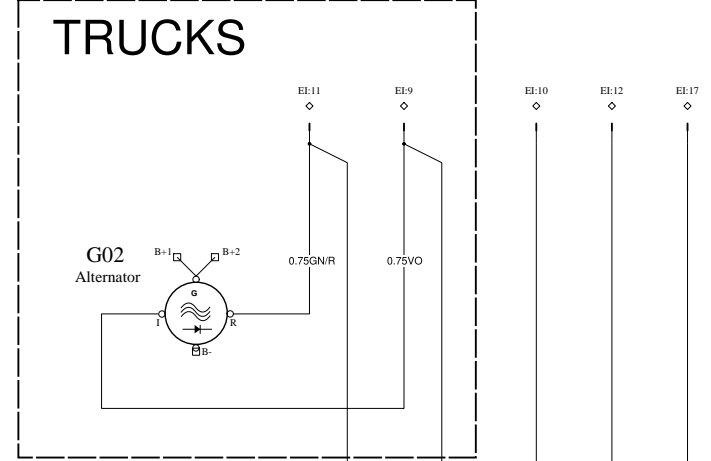 TRUCKS
EI:11
EI:9
EI:10
EI:12
EI:17
G02
Alternator
B+1
B+2
0.75GN/R
0.75VO
G
I
R
B-